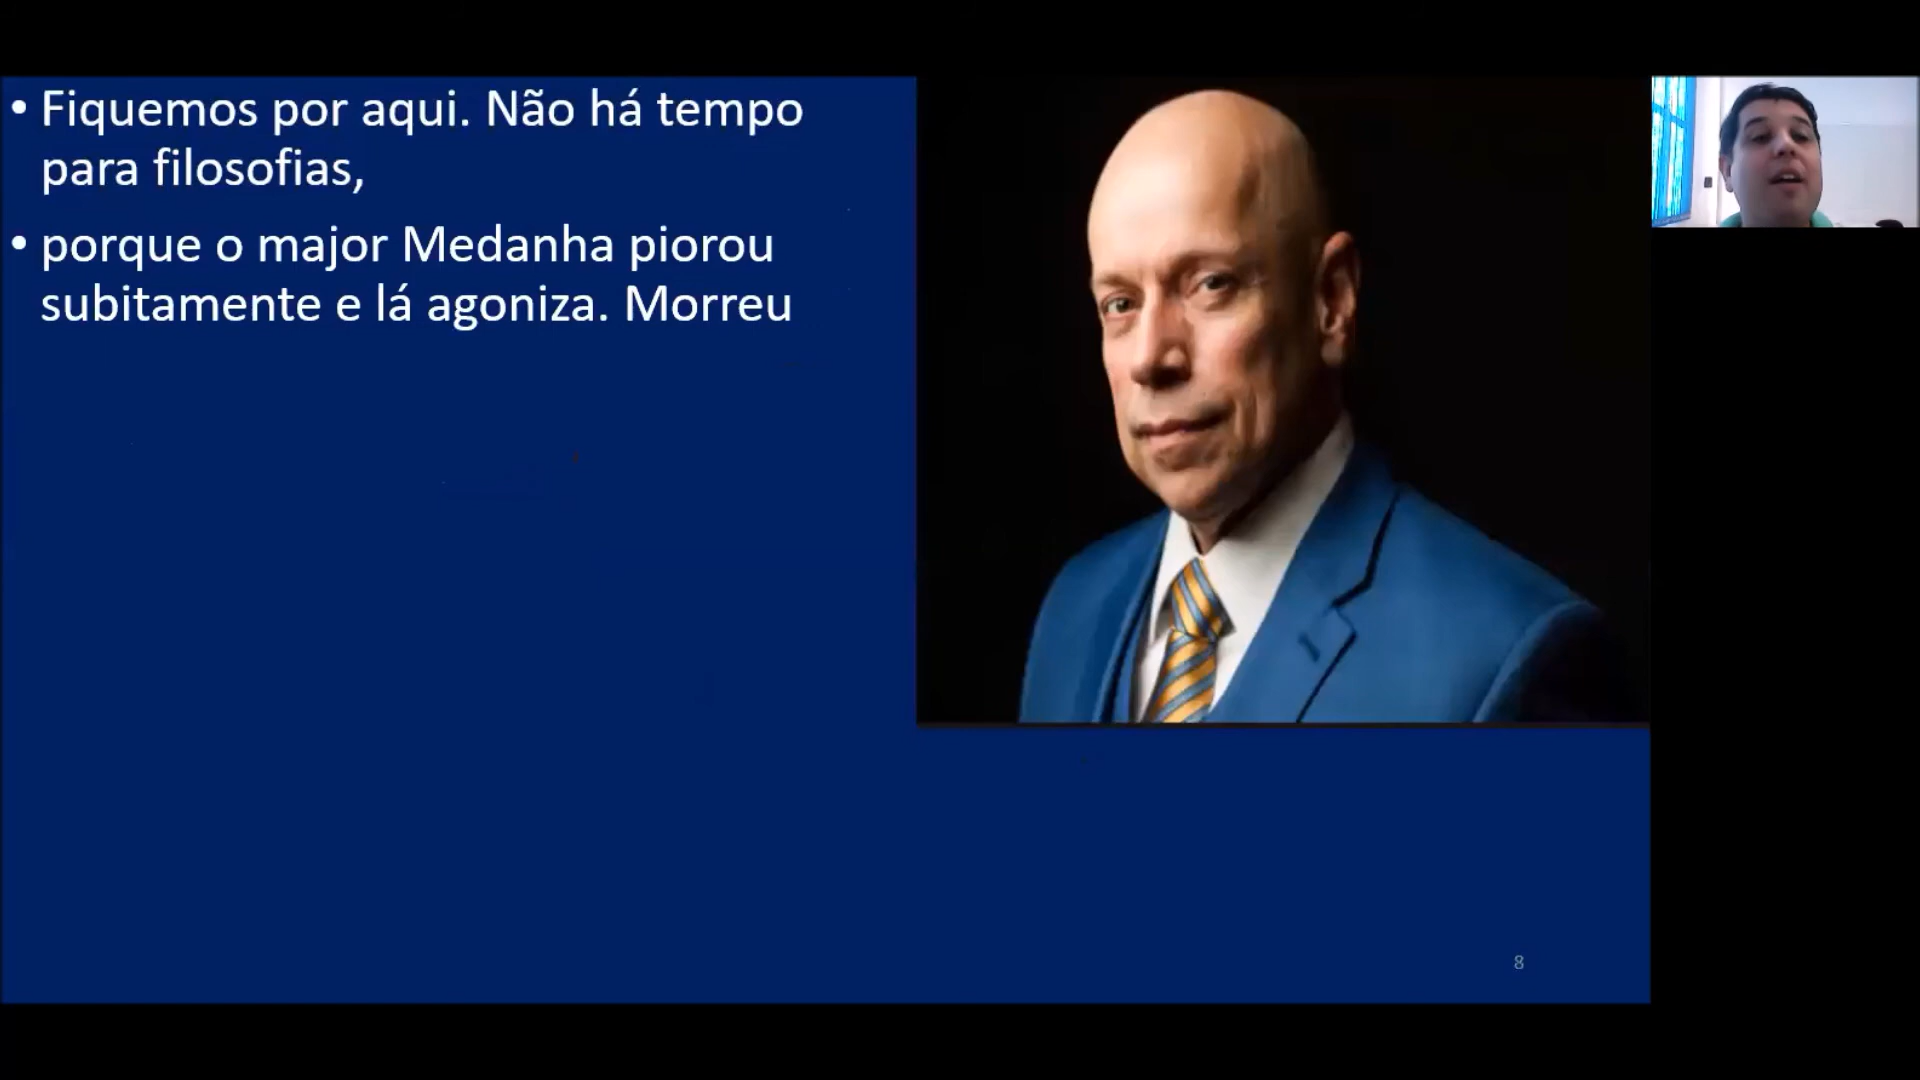 • Fiquemos por aqui. Não há tempo
para filosofias,
• porque o major Medanha piorou
subitamente e lá agoniza. Morreu
8